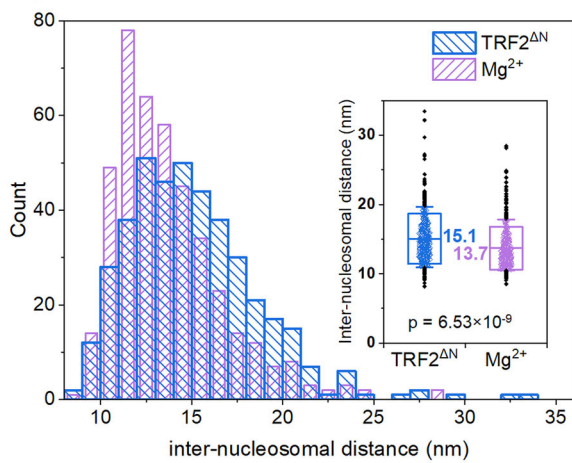 80
60
40
20
0
Count
10
15
20
25
30
35
inter-nucleosomal distance (nm)
TRF2ΔN
Mg2+
Inter-nucleosomal distance (nm)
30
20
10
0
15.1
13.7
p = 6.53×10-9
TRF2ΔN
Mg2+